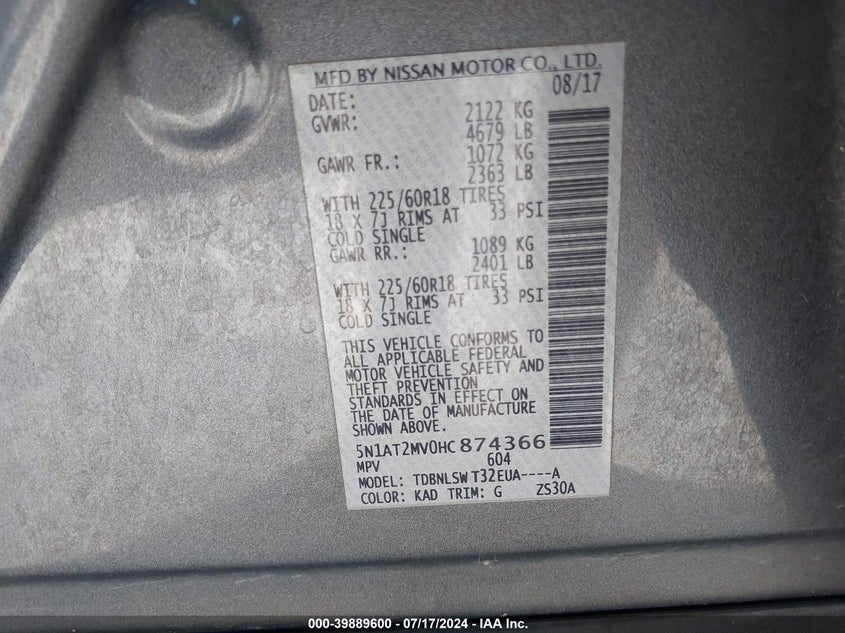 MFD BY NISSAN MOTOR CO., LTD.
DATE: 08/17
GVWR: 2122 KG
4679 LB
GAWR FR.: 1072 KG
2363 LB
WITH 225/60R18 TIRES
18 X 7J RIMS AT 33 PSI
COLD SINGLE
GAWR RR.: 1089 KG
2401 LB
WITH 225/60R18 TIRES
18 X 7J RIMS AT 33 PSI
COLD SINGLE
THIS VEHICLE CONFORMS TO
ALL APPLICABLE FEDERAL
MOTOR VEHICLE SAFETY AND
THEFT PREVENTION
STANDARDS IN EFFECT ON
THE DATE OF MANUFACTURE
SHOWN ABOVE.
5N1AT2MV0HC874366
MPV 604
MODEL: TDBNLSW T32EUA----A
COLOR: KAD TRIM: G ZS30A
000-39889600 - 07/17/2024 - IAA Inc.